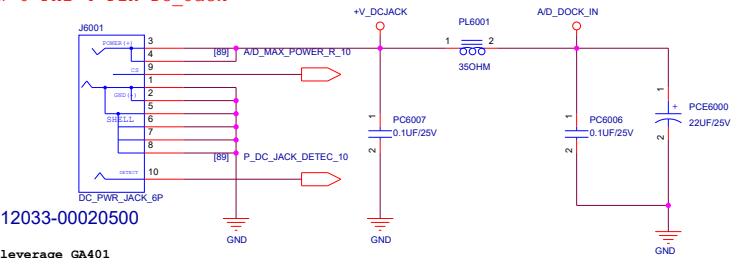 +V_DCJACK
PL6001
A/D_DOCK_IN
J6001
POWER(+)
3
4
[89] A/D_MAX_POWER_R_10
1
2
35OHM
CS
9
1
GND(-)
2
5
SHELL
6
7
8
1
PC6007
0.1UF/25V
2
1
PC6006
0.1UF/25V
2
1
+
PCE6000
22UF/25V
2
[89] P_DC_JACK_DETEC_10
DETECT
10
DC_PWR_JACK_6P
12033-00020500
GND
GND
GND
leverage GA401